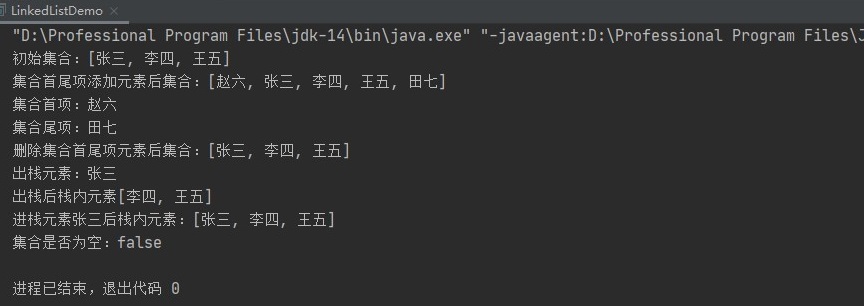 LinkedListDemo
"D:\Professional Program Files\jdk-14\bin\java.exe" "-javaagent:D:\Professional Program Files\J
初始集合：[张三, 李四, 王五]
集合首尾项添加元素后集合：[赵六, 张三, 李四, 王五, 田七]
集合首项：赵六
集合尾项：田七
删除集合首尾项元素后集合：[张三, 李四, 王五]
出栈元素：张三
出栈后栈内元素[李四, 王五]
进栈元素张三后栈内元素：[张三, 李四, 王五]
集合是否为空：false
进程已结束，退出代码 0